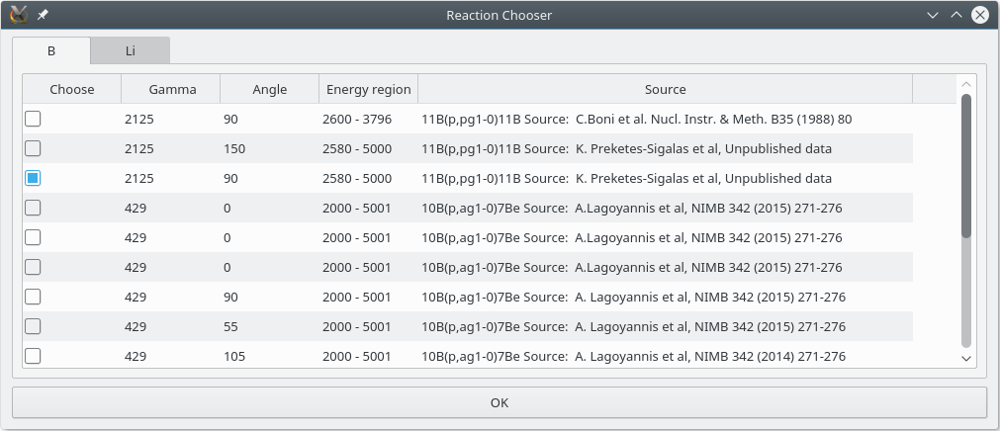 Reaction Chooser
B Li
Choose Gamma Angle Energy region Source
2125 90 2600 - 3796 11B(p,pg1-0)11B Source: C.Boni et al. Nucl. Instr. & Meth. B35 (1988) 80
2125 150 2580 - 5000 11B(p,pg1-0)11B Source: K. Preketes-Sigalas et al, Unpublished data
2125 90 2580 - 5000 11B(p,pg1-0)11B Source: K. Preketes-Sigalas et al, Unpublished data
429 0 2000 - 5001 10B(p,ag1-0)7Be Source: A.Lagoyannis et al, NIMB 342 (2015) 271-276
429 0 2000 - 5001 10B(p,ag1-0)7Be Source: A.Lagoyannis et al, NIMB 342 (2015) 271-276
429 0 2000 - 5001 10B(p,ag1-0)7Be Source: A.Lagoyannis et al, NIMB 342 (2015) 271-276
429 90 2000 - 5001 10B(p,ag1-0)7Be Source: A. Lagoyannis et al, NIMB 342 (2015) 271-276
429 55 2000 - 5001 10B(p,ag1-0)7Be Source: A. Lagoyannis et al, NIMB 342 (2015) 271-276
429 105 2000 - 5001 10B(p,ag1-0)7Be Source: A. Lagoyannis et al, NIMB 342 (2014) 271-276
OK